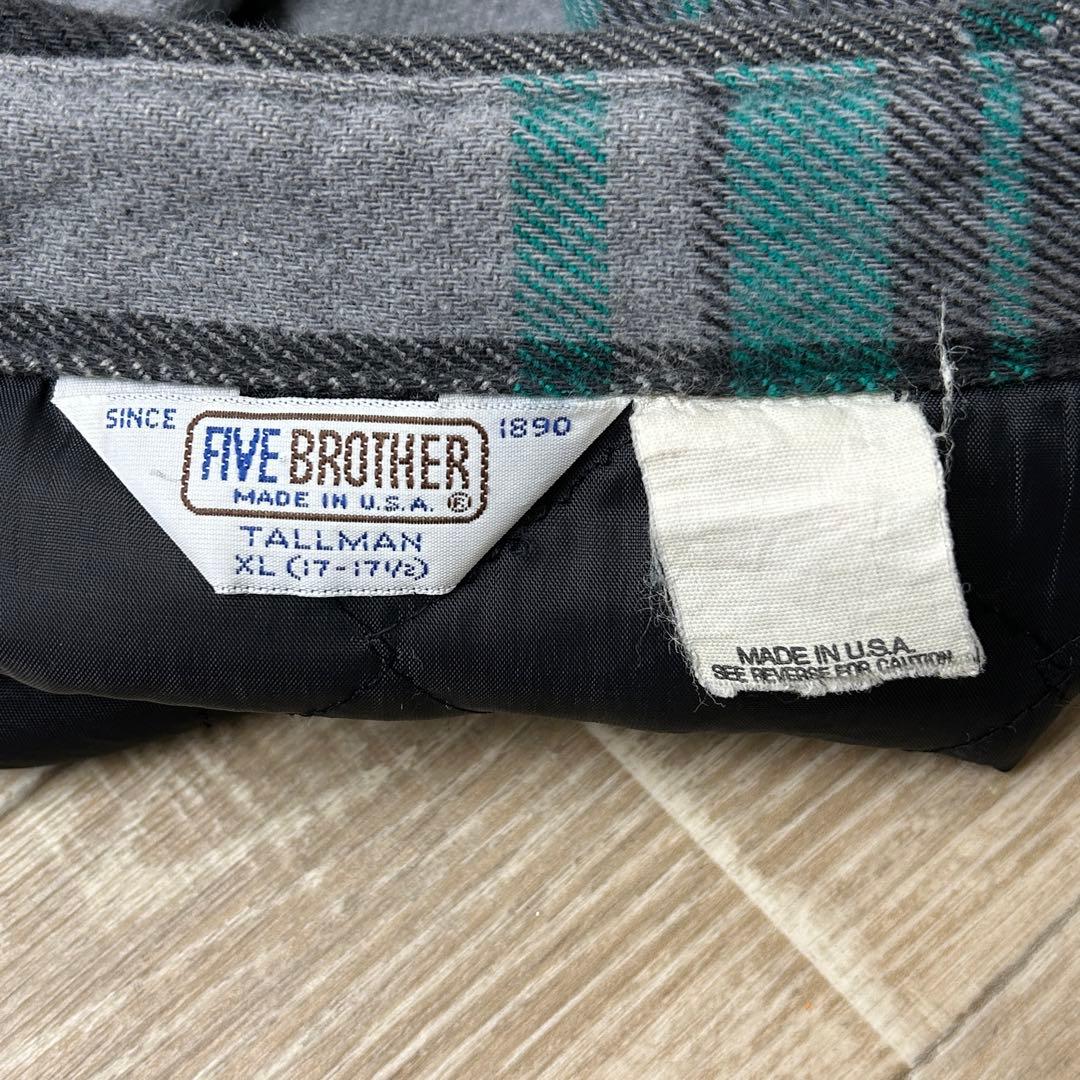 SINCE 1890
FIVE BROTHER
MADE IN U.S.A. ®
TALLMAN
XL (17-17½)
MADE IN U.S.A.
SEE REVERSE FOR CAUTION